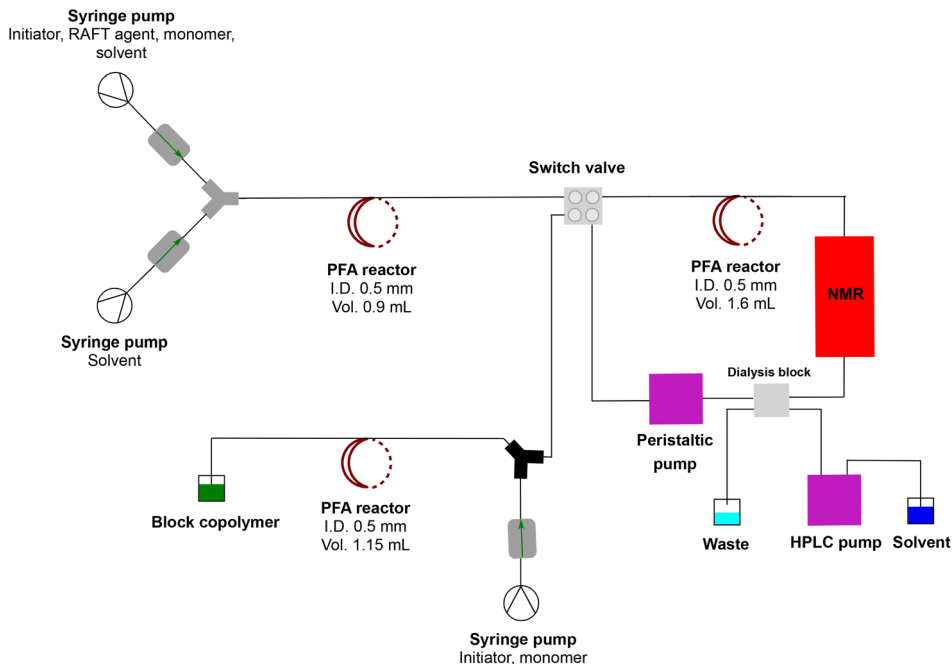 Syringe pump
Initiator, RAFT agent, monomer,
solvent
Switch valve
PFA reactor
I.D. 0.5 mm
Vol. 0.9 mL
PFA reactor
I.D. 0.5 mm
Vol. 1.6 mL
NMR
Syringe pump
Solvent
Dialysis block
Peristaltic
pump
PFA reactor
I.D. 0.5 mm
Vol. 1.15 mL
Block copolymer
Waste
HPLC pump
Solvent
Syringe pump
Initiator, monomer